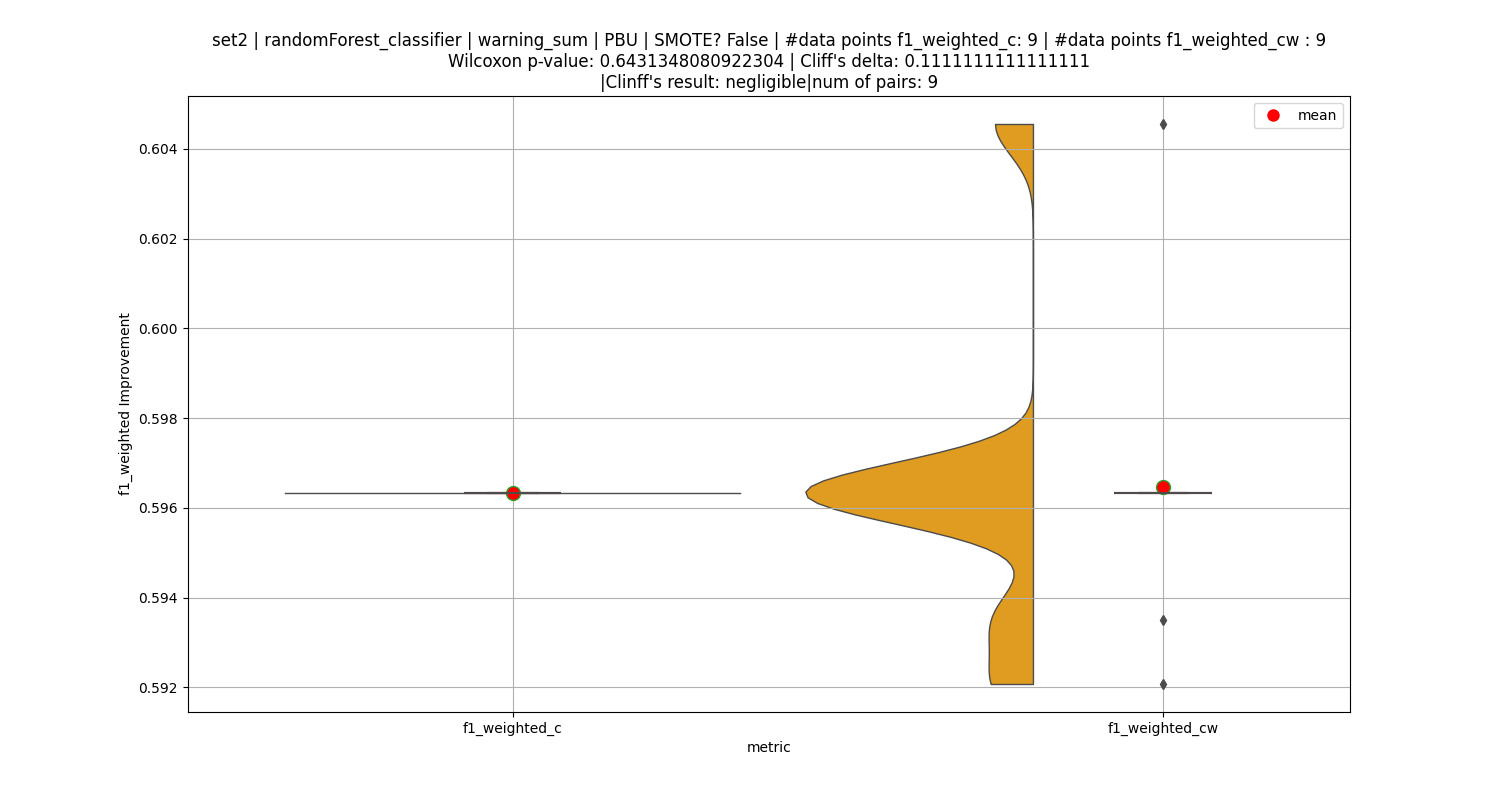 set2 | randomForest_classifier | warning_sum | PBU | SMOTE? False | #data points f1_weighted_c: 9 | #data points f1_weighted_cw : 9
Wilcoxon p-value: 0.6431348080922304 | Cliff's delta: 0.1111111111111111
|Clinff's result: negligible|num of pairs: 9
mean
0.604
0.602
0.600
0.598
0.596
0.594
0.592
f1_weighted Improvement
f1_weighted_c
f1_weighted_cw
metric